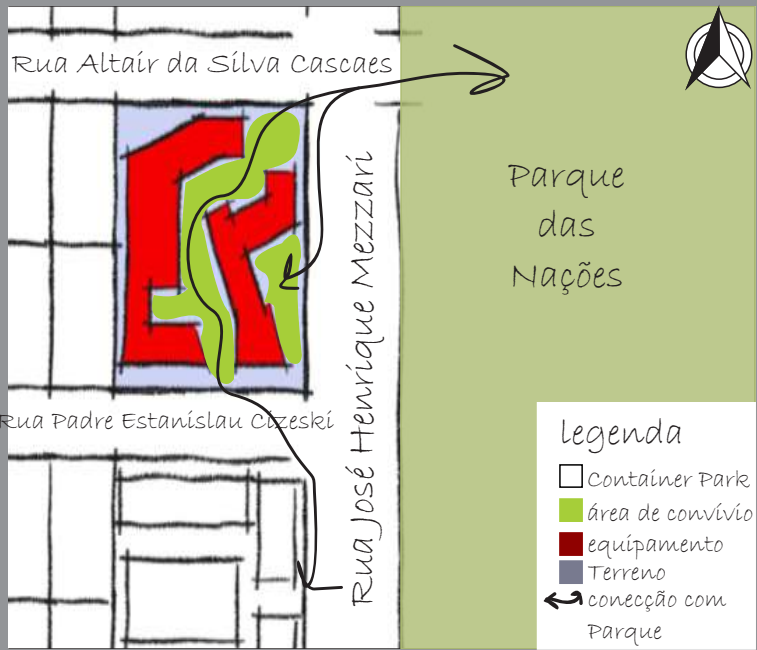 Rua Altair da Silva Cascaes
Rua José Henrique Mezzari
Parque
das
Nações
Rua Padre Estanislau Cizeski
legenda
Container Park
área de convívio
equipamento
Terreno
conecção com
Parque